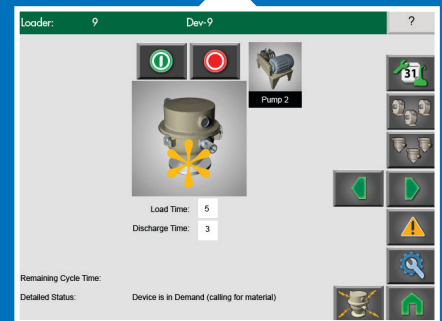 Loader: 9 Dev-9 ?
31
Pump 2
Load Time: 5
Discharge Time: 3
Remaining Cycle Time:
Detailed Status: Device is in Demand (calling for material)